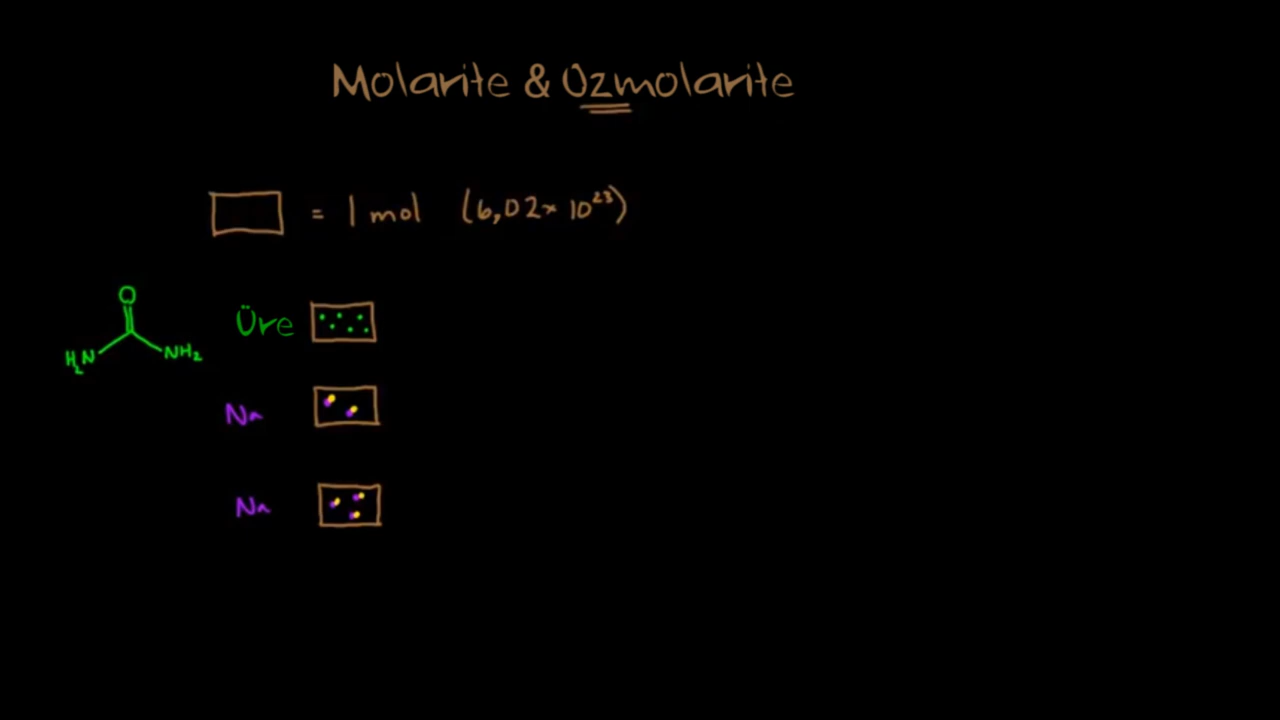 Molarite & Ozmolarite
= 1 mol (6,02 × 10²³)
O
H₂N NH₂
Üre
Na
Na